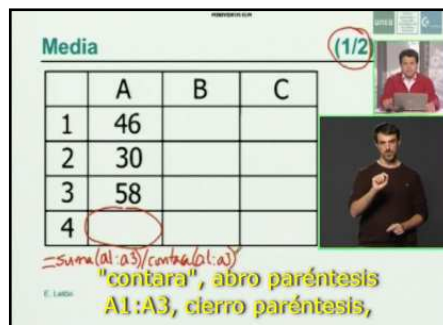 Media
(1/2
A B C
1 46
2 30
3 58
4
=suma(a1:a3)/contara(a1:a3)
"contara", abro paréntesis
A1:A3, cierro paréntesis,
uned